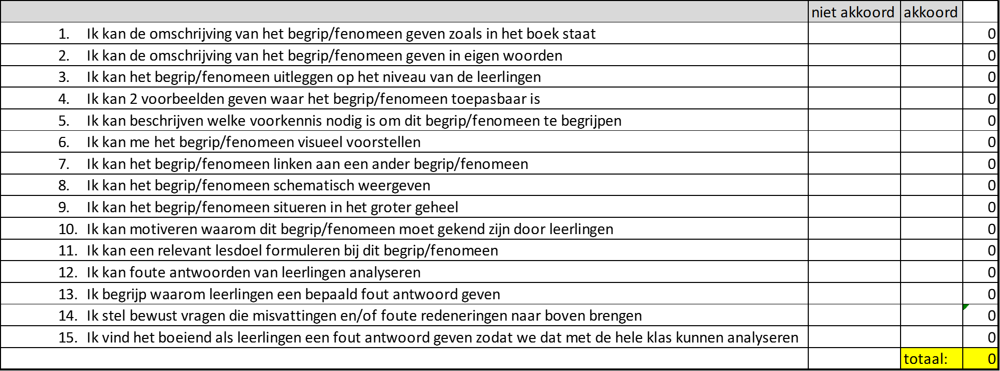 niet akkoord akkoord
1. Ik kan de omschrijving van het begrip/fenomeen geven zoals in het boek staat 0
2. Ik kan de omschrijving van het begrip/fenomeen geven in eigen woorden 0
3. Ik kan het begrip/fenomeen uitleggen op het niveau van de leerlingen 0
4. Ik kan 2 voorbeelden geven waar het begrip/fenomeen toepasbaar is 0
5. Ik kan beschrijven welke voorkennis nodig is om dit begrip/fenomeen te begrijpen 0
6. Ik kan me het begrip/fenomeen visueel voorstellen 0
7. Ik kan het begrip/fenomeen linken aan een ander begrip/fenomeen 0
8. Ik kan het begrip/fenomeen schematisch weergeven 0
9. Ik kan het begrip/fenomeen situeren in het groter geheel 0
10. Ik kan motiveren waarom dit begrip/fenomeen moet gekend zijn door leerlingen 0
11. Ik kan een relevant lesdoel formuleren bij dit begrip/fenomeen 0
12. Ik kan foute antwoorden van leerlingen analyseren 0
13. Ik begrijp waarom leerlingen een bepaald fout antwoord geven 0
14. Ik stel bewust vragen die misvattingen en/of foute redeneringen naar boven brengen 0
15. Ik vind het boeiend als leerlingen een fout antwoord geven zodat we dat met de hele klas kunnen analyseren 0
totaal: 0